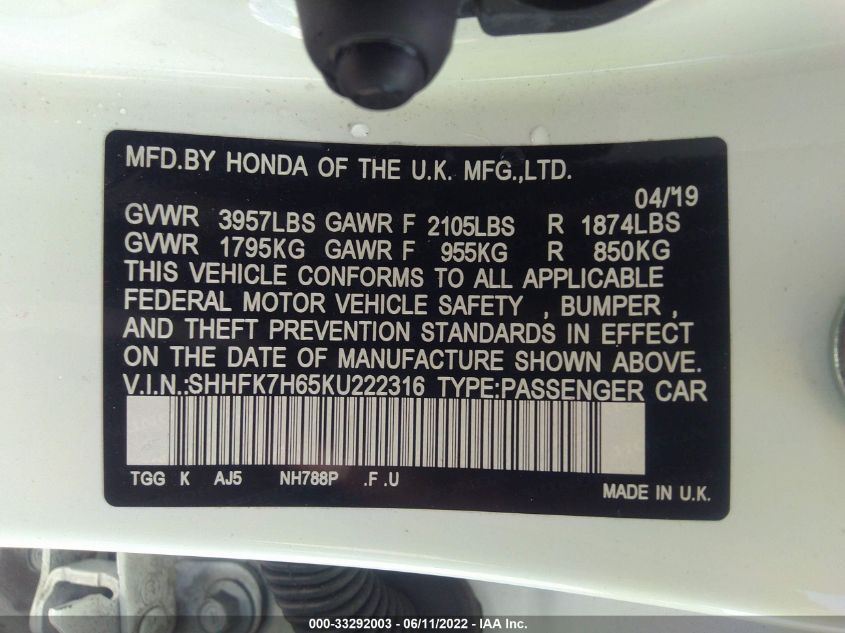 MFD.BY HONDA OF THE U.K. MFG.,LTD.
04/19
GVWR 3957LBS GAWR F 2105LBS R 1874LBS
GVWR 1795KG GAWR F 955KG R 850KG
THIS VEHICLE CONFORMS TO ALL APPLICABLE
FEDERAL MOTOR VEHICLE SAFETY , BUMPER ,
AND THEFT PREVENTION STANDARDS IN EFFECT
ON THE DATE OF MANUFACTURE SHOWN ABOVE.
V.I.N.:SHHFK7H65KU222316 TYPE:PASSENGER CAR
TGG K AJ5 NH788P .F .U
MADE IN U.K.
000-33292003 - 06/11/2022 - IAA Inc.